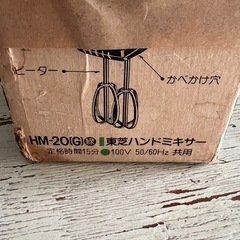 ビーター
かべかけ穴
HM-20(G)緑 東芝ハンドミキサー
定格時間15分 100V 50/60Hz 共用